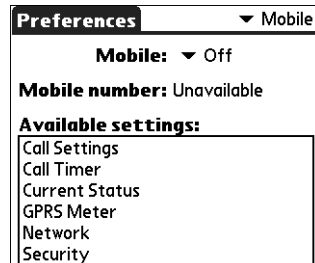 Preferences ▼ Mobile
Mobile: ▼ Off
Mobile number: Unavailable
Available settings:
Call Settings
Call Timer
Current Status
GPRS Meter
Network
Security